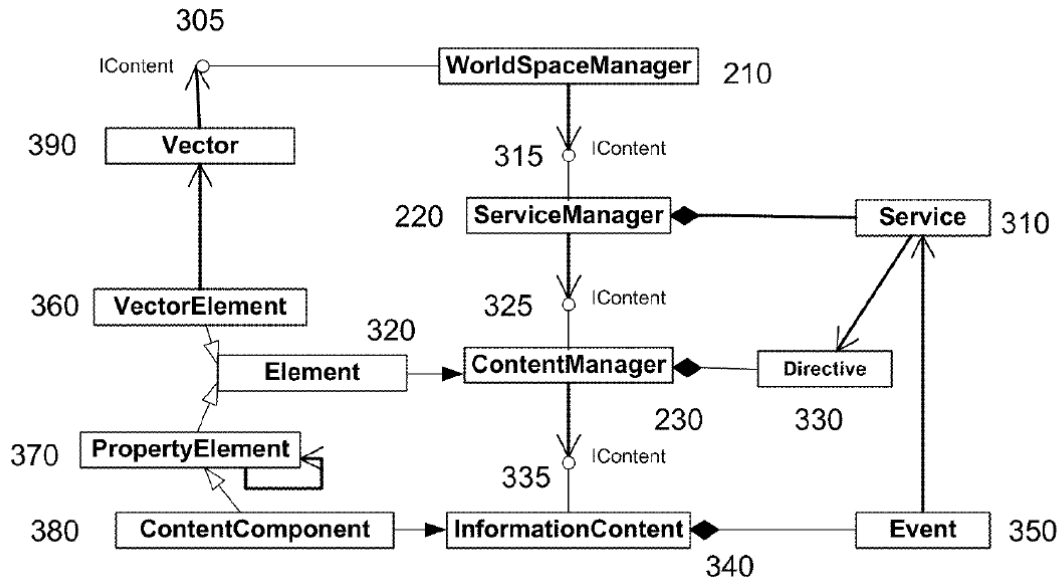 305
IContent
WorldSpaceManager
210
390
Vector
315
IContent
220
ServiceManager
Service
310
360
VectorElement
325
IContent
320
Element
ContentManager
Directive
230
330
370
PropertyElement
335
IContent
380
ContentComponent
InformationContent
Event
350
340